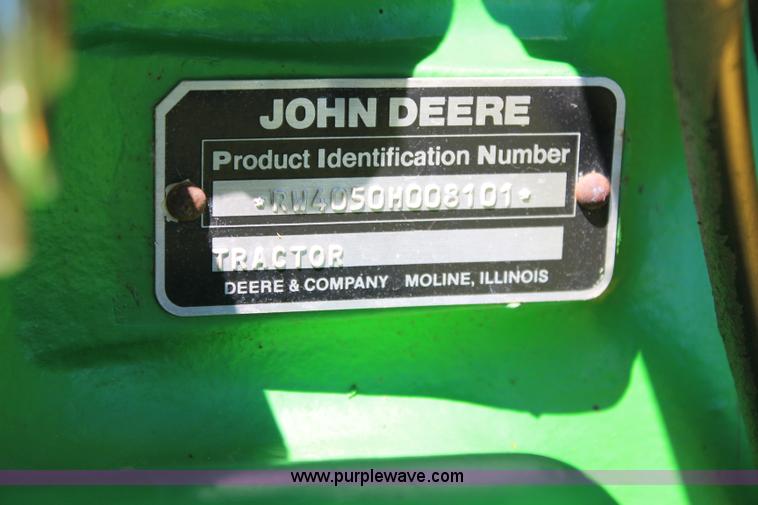 JOHN DEERE
Product Identification Number
*RW4050H008101*
TRACTOR
DEERE & COMPANY MOLINE, ILLINOIS
www.purplewave.com